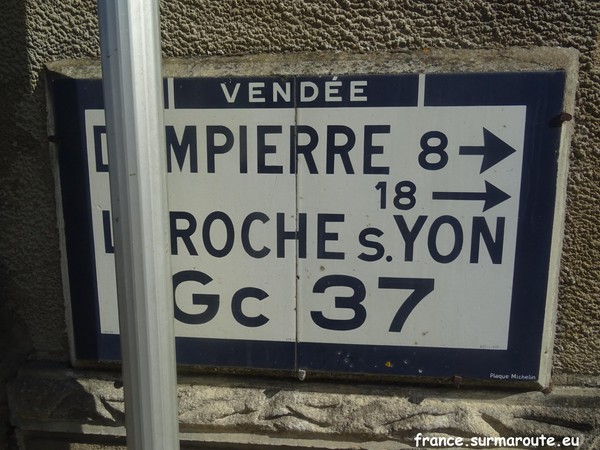 VENDÉE
D MPIERRE 8
18
L ROCHE s. YON
Gc 37
Plaque Michelin
france.surmaroute.eu